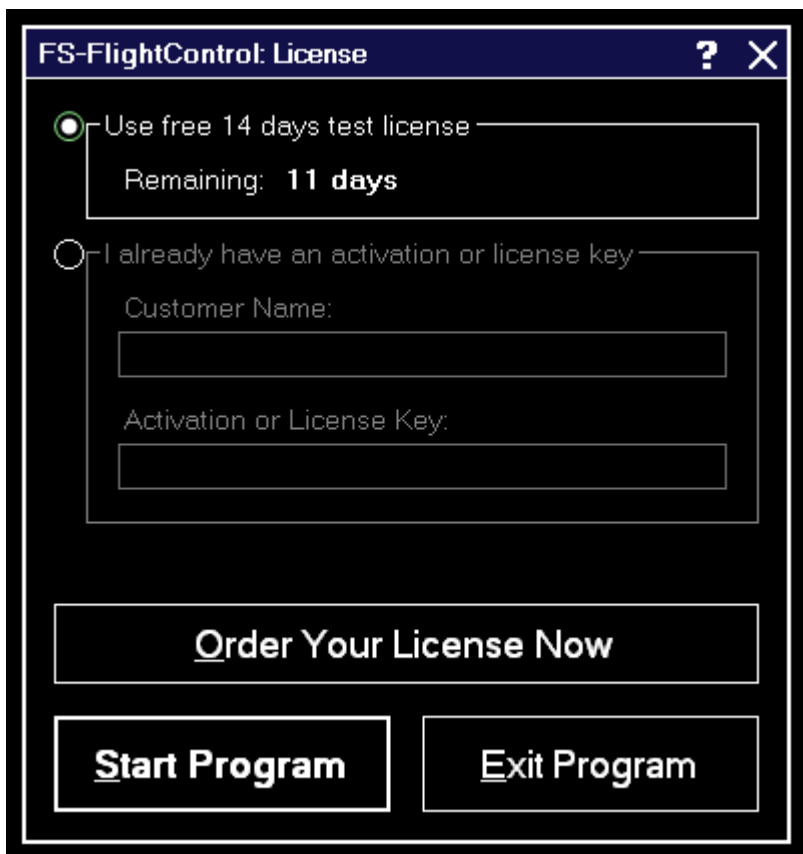 FS-FlightControl: License ? X
Use free 14 days test license
Remaining: 11 days
I already have an activation or license key
Customer Name:
Activation or License Key:
Order Your License Now
Start Program
Exit Program